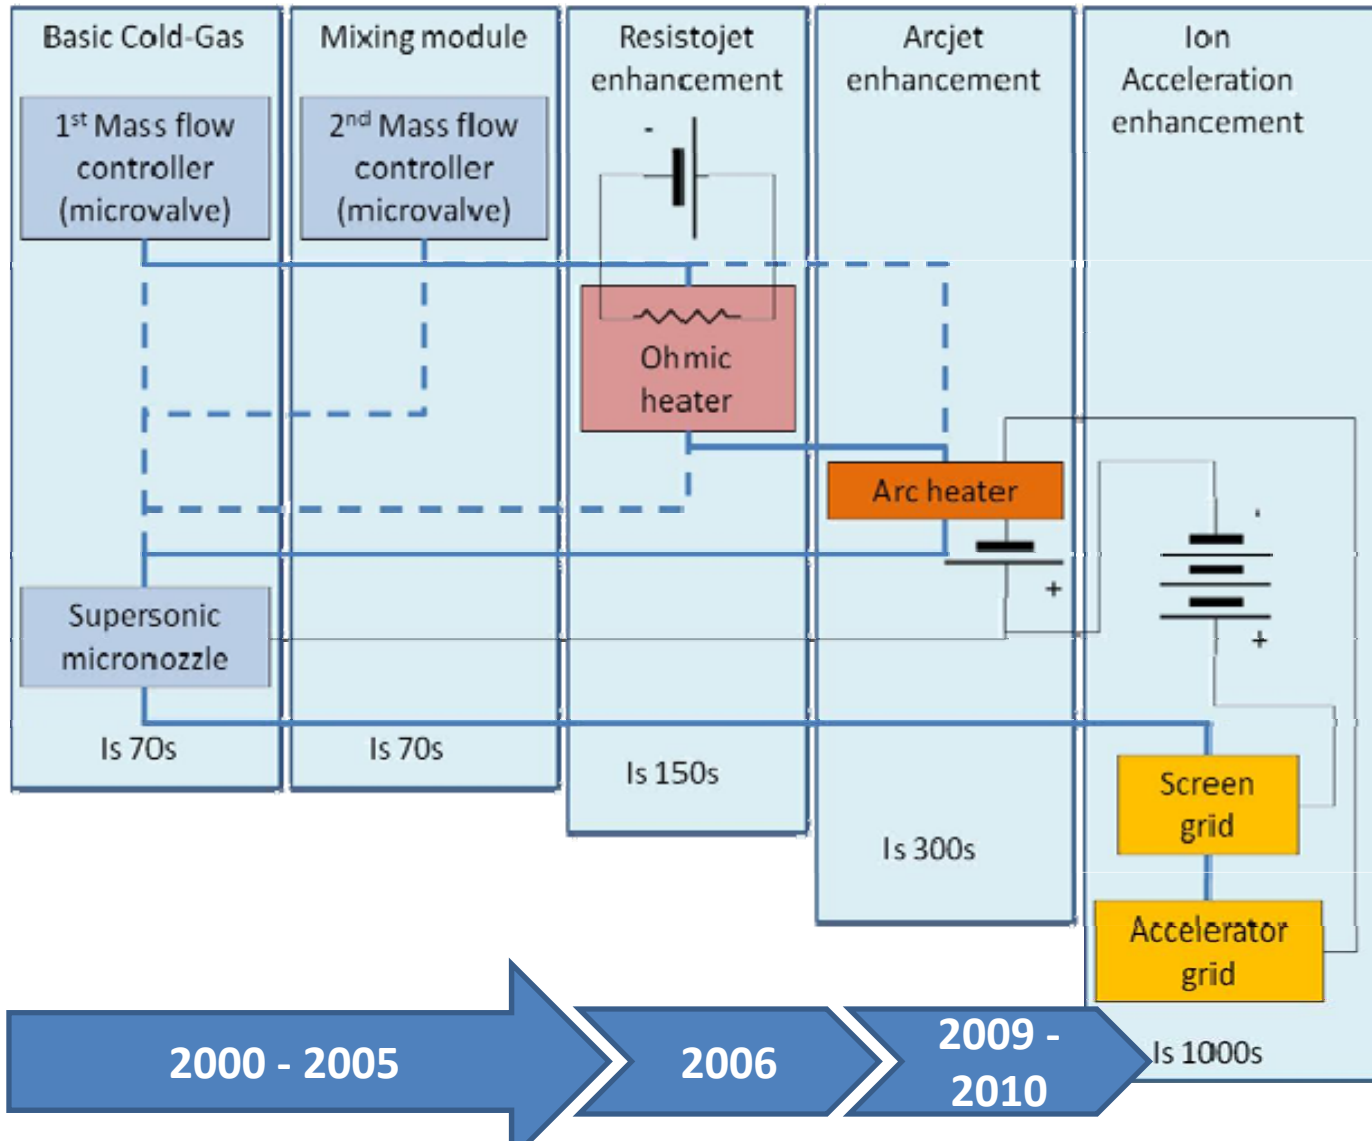 Basic Cold-Gas
Mixing module
Resistojet
enhancement
Arcjet
enhancement
Ion
Acceleration
enhancement
1st Mass flow
controller
(microvalve)
2nd Mass flow
controller
(microvalve)
-
Ohmic
heater
Arc heater
+
-
+
Supersonic
micronozzle
Is 70s
Is 70s
Is 150s
Is 300s
Screen
grid
Accelerator
grid
Is 1000s
2000 - 2005
2006
2009 -
2010